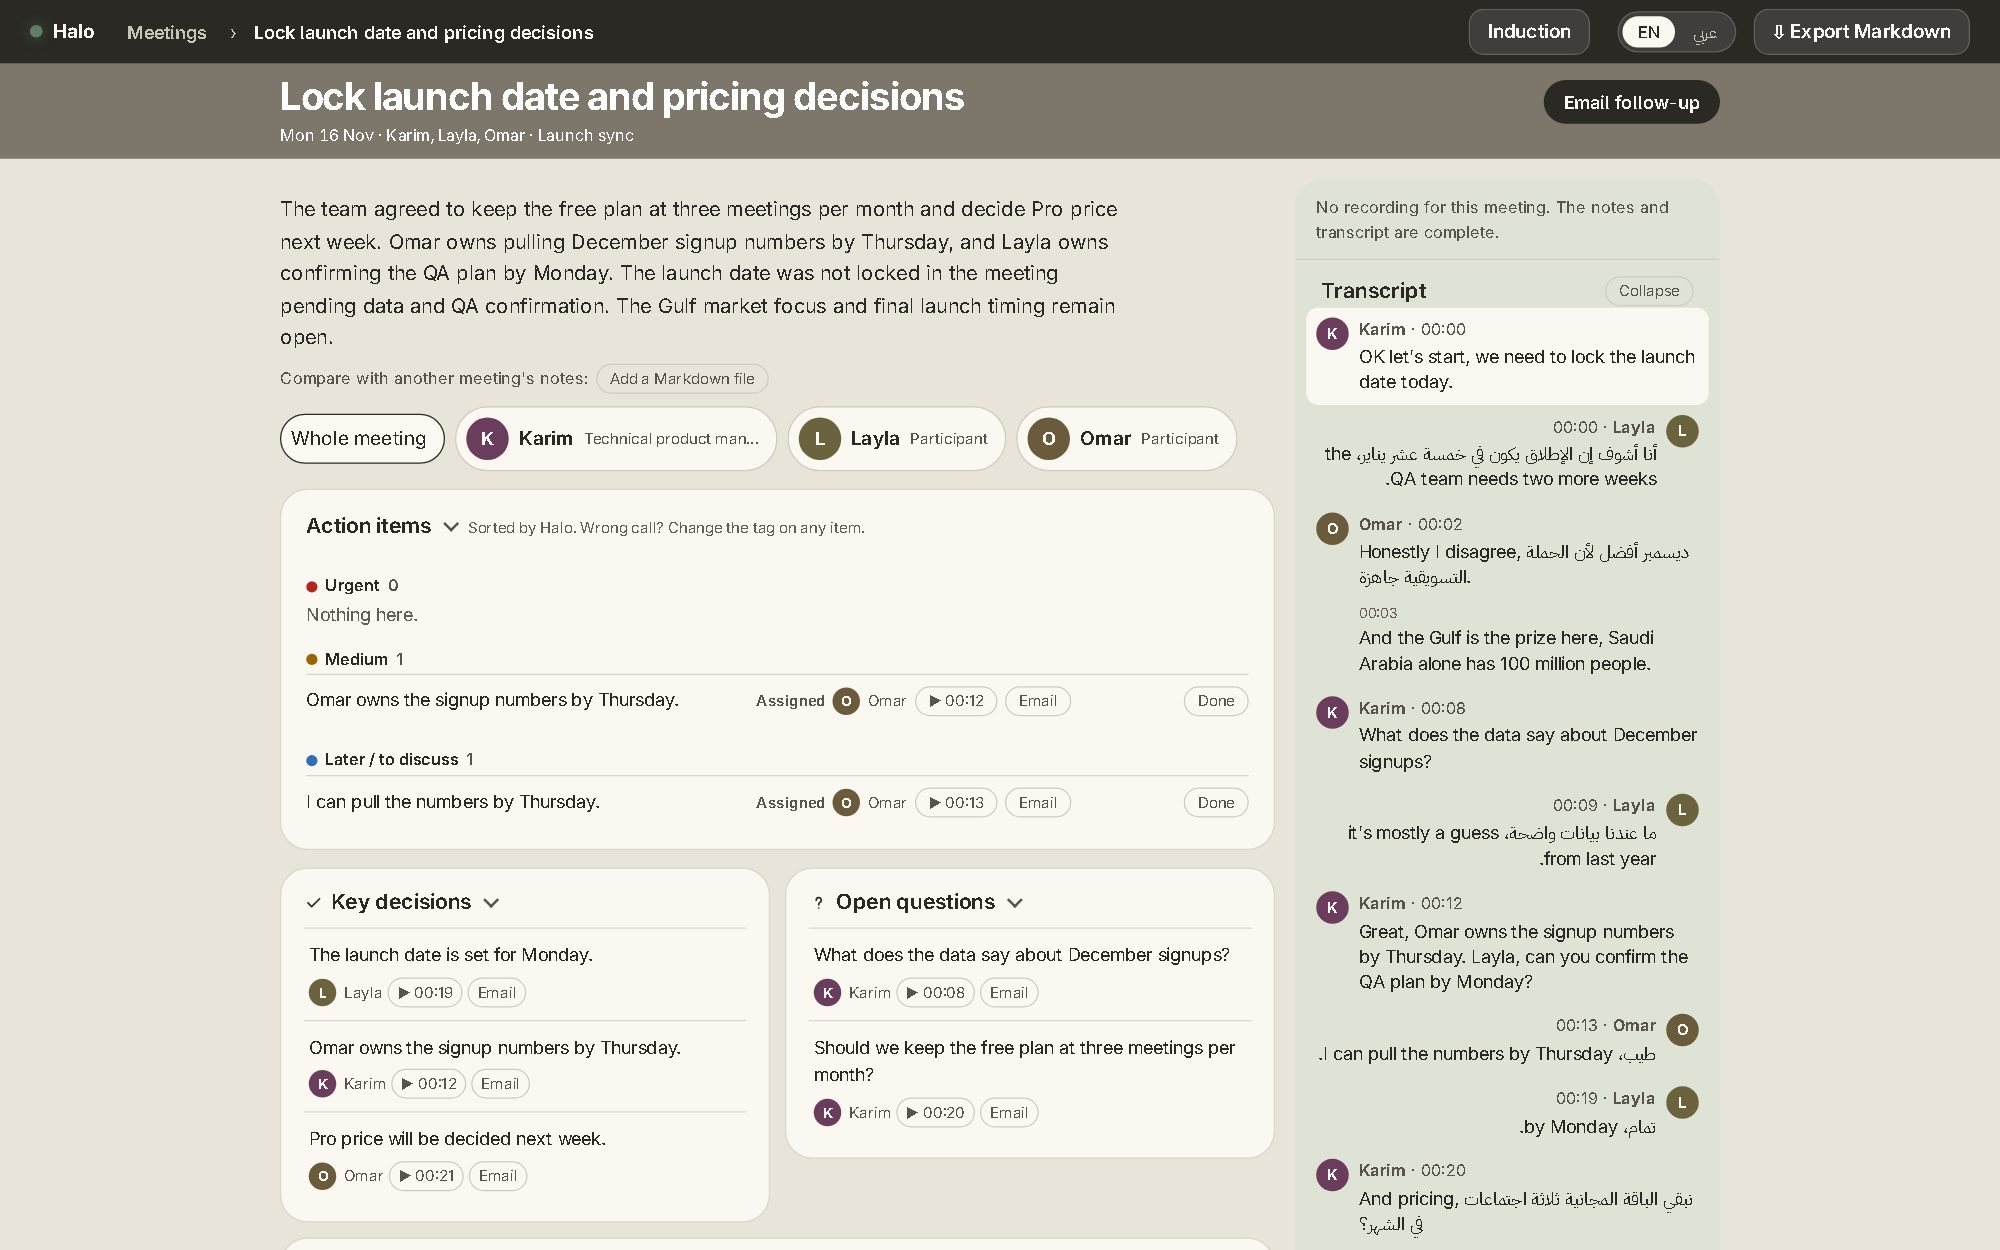 Halo Meetings › Lock launch date and pricing decisions Induction EN عربي ⇩ Export Markdown
Lock launch date and pricing decisions
Email follow-up
Mon 16 Nov · Karim, Layla, Omar · Launch sync
The team agreed to keep the free plan at three meetings per month and decide Pro price
next week. Omar owns pulling December signup numbers by Thursday, and Layla owns
confirming the QA plan by Monday. The launch date was not locked in the meeting
pending data and QA confirmation. The Gulf market focus and final launch timing remain
open.
Compare with another meeting's notes: Add a Markdown file
Whole meeting K Karim Technical product man... L Layla Participant O Omar Participant
Action items Sorted by Halo. Wrong call? Change the tag on any item.
Urgent 0
Nothing here.
Medium 1
Omar owns the signup numbers by Thursday. Assigned O Omar ▶ 00:12 Email Done
Later / to discuss 1
I can pull the numbers by Thursday. Assigned O Omar ▶ 00:13 Email Done
✓ Key decisions
The launch date is set for Monday.
L Layla ▶ 00:19 Email
Omar owns the signup numbers by Thursday.
K Karim ▶ 00:12 Email
Pro price will be decided next week.
O Omar ▶ 00:21 Email
? Open questions
What does the data say about December signups?
K Karim ▶ 00:08 Email
Should we keep the free plan at three meetings per
month?
K Karim ▶ 00:20 Email
No recording for this meeting. The notes and
transcript are complete.
Transcript Collapse
K Karim · 00:00
OK let's start, we need to lock the launch
date today.
L Layla · 00:00
أنا أشوف إن الإطلاق يكون في خمسة عشر يناير، the
QA team needs two more weeks.
O Omar · 00:02
Honestly I disagree, ديسمبر أفضل لأن الحملة
التسويقية جاهزة.
00:03
And the Gulf is the prize here, Saudi
Arabia alone has 100 million people.
K Karim · 00:08
What does the data say about December
signups?
L Layla · 00:09
ما عندنا بيانات واضحة، it's mostly a guess
from last year.
K Karim · 00:12
Great, Omar owns the signup numbers
by Thursday. Layla, can you confirm the
QA plan by Monday?
O Omar · 00:13
طيب، I can pull the numbers by Thursday.
L Layla · 00:19
تمام، by Monday.
K Karim · 00:20
And pricing, نبقي الباقة المجانية ثلاثة اجتماعات
في الشهر؟